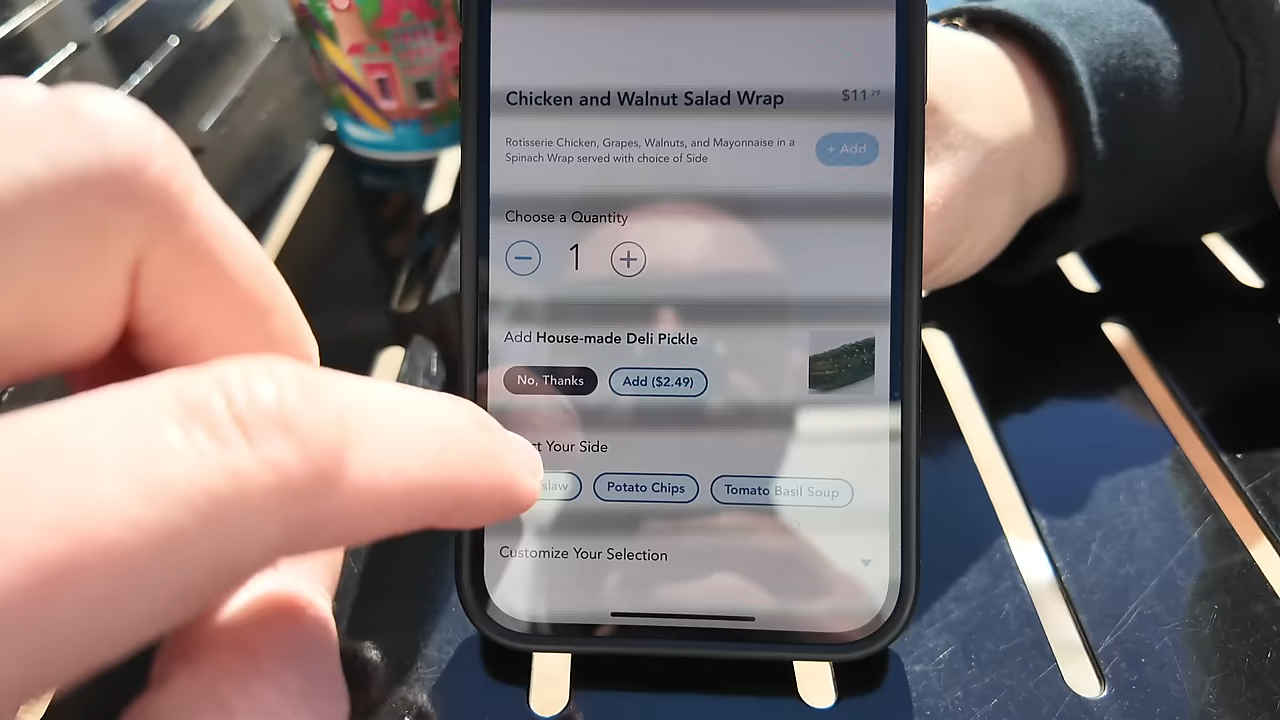 Chicken and Walnut Salad Wrap
$11.29
Rotisserie Chicken, Grapes, Walnuts, and Mayonnaise in a
Spinach Wrap served with choice of Side
+ Add
Choose a Quantity
1
Add House-made Deli Pickle
No, Thanks
Add ($2.49)
Your Side
Potato Chips
Tomato Basil Soup
Customize Your Selection